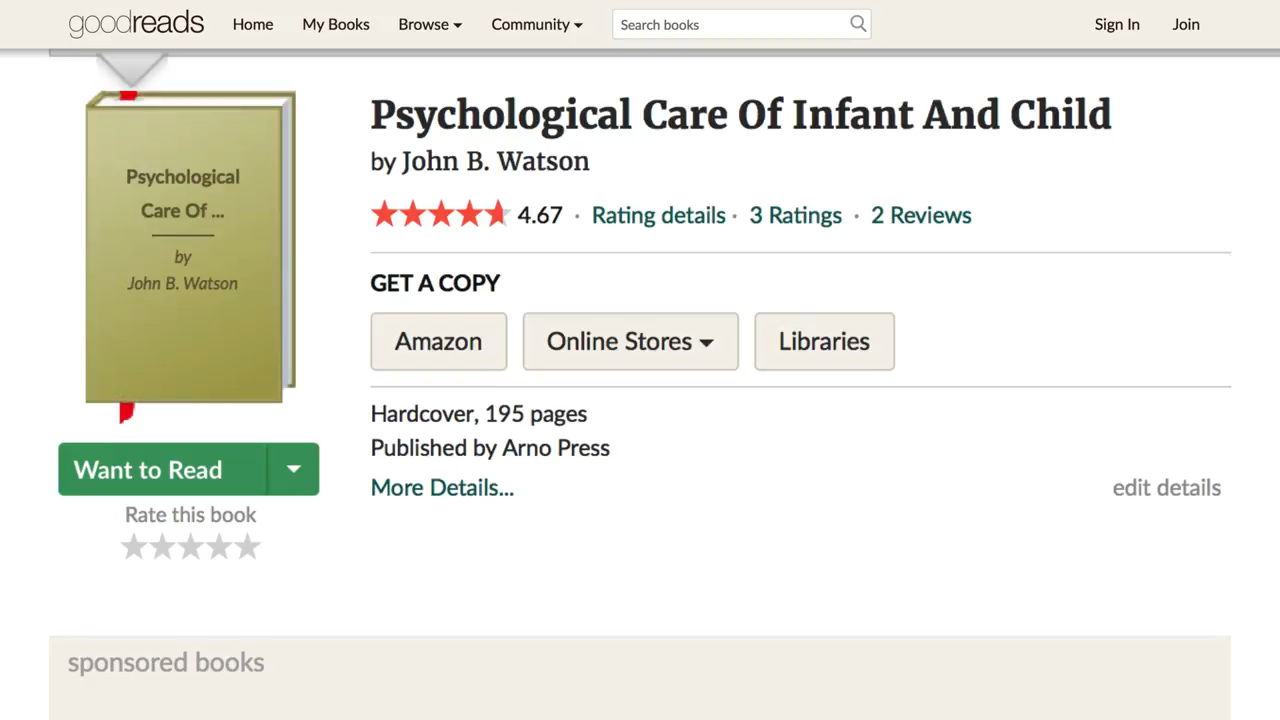 goodreads Home My Books Browse Community Search books Sign In Join
Psychological
Care Of ...
by
John B. Watson
Psychological Care Of Infant And Child
by John B. Watson
4.67 · Rating details · 3 Ratings · 2 Reviews
GET A COPY
Amazon Online Stores Libraries
Hardcover, 195 pages
Published by Arno Press
More Details... edit details
Want to Read
Rate this book
sponsored books